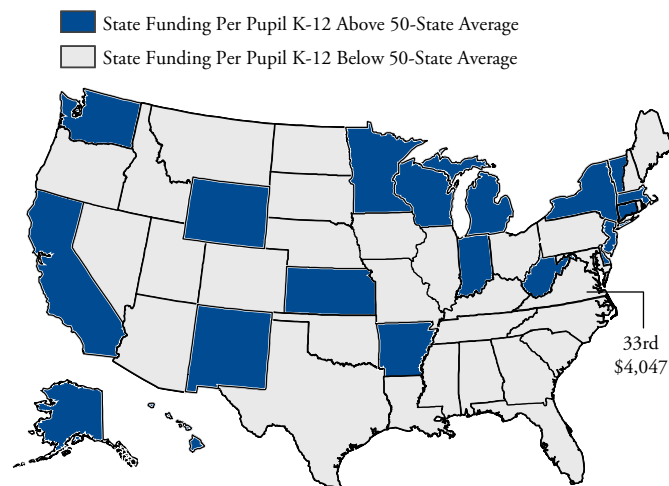 State Funding Per Pupil K-12 Above 50-State Average
State Funding Per Pupil K-12 Below 50-State Average
33rd
$4,047